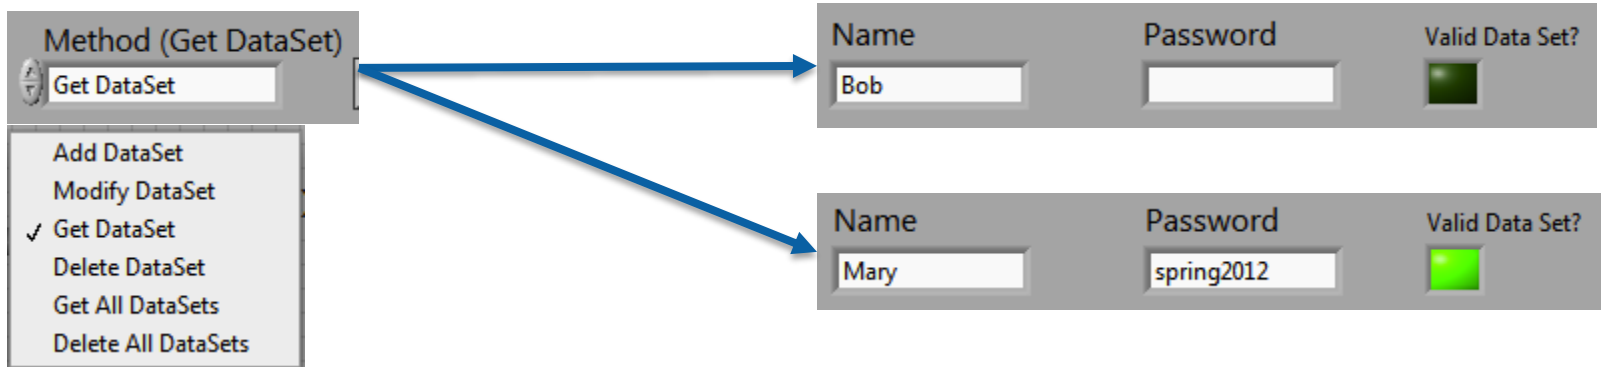 Method (Get DataSet)
Get DataSet
Add DataSet
Modify DataSet
Get DataSet
Delete DataSet
Get All DataSets
Delete All DataSets
Name Password Valid Data Set?
Bob
Name Password Valid Data Set?
Mary spring2012